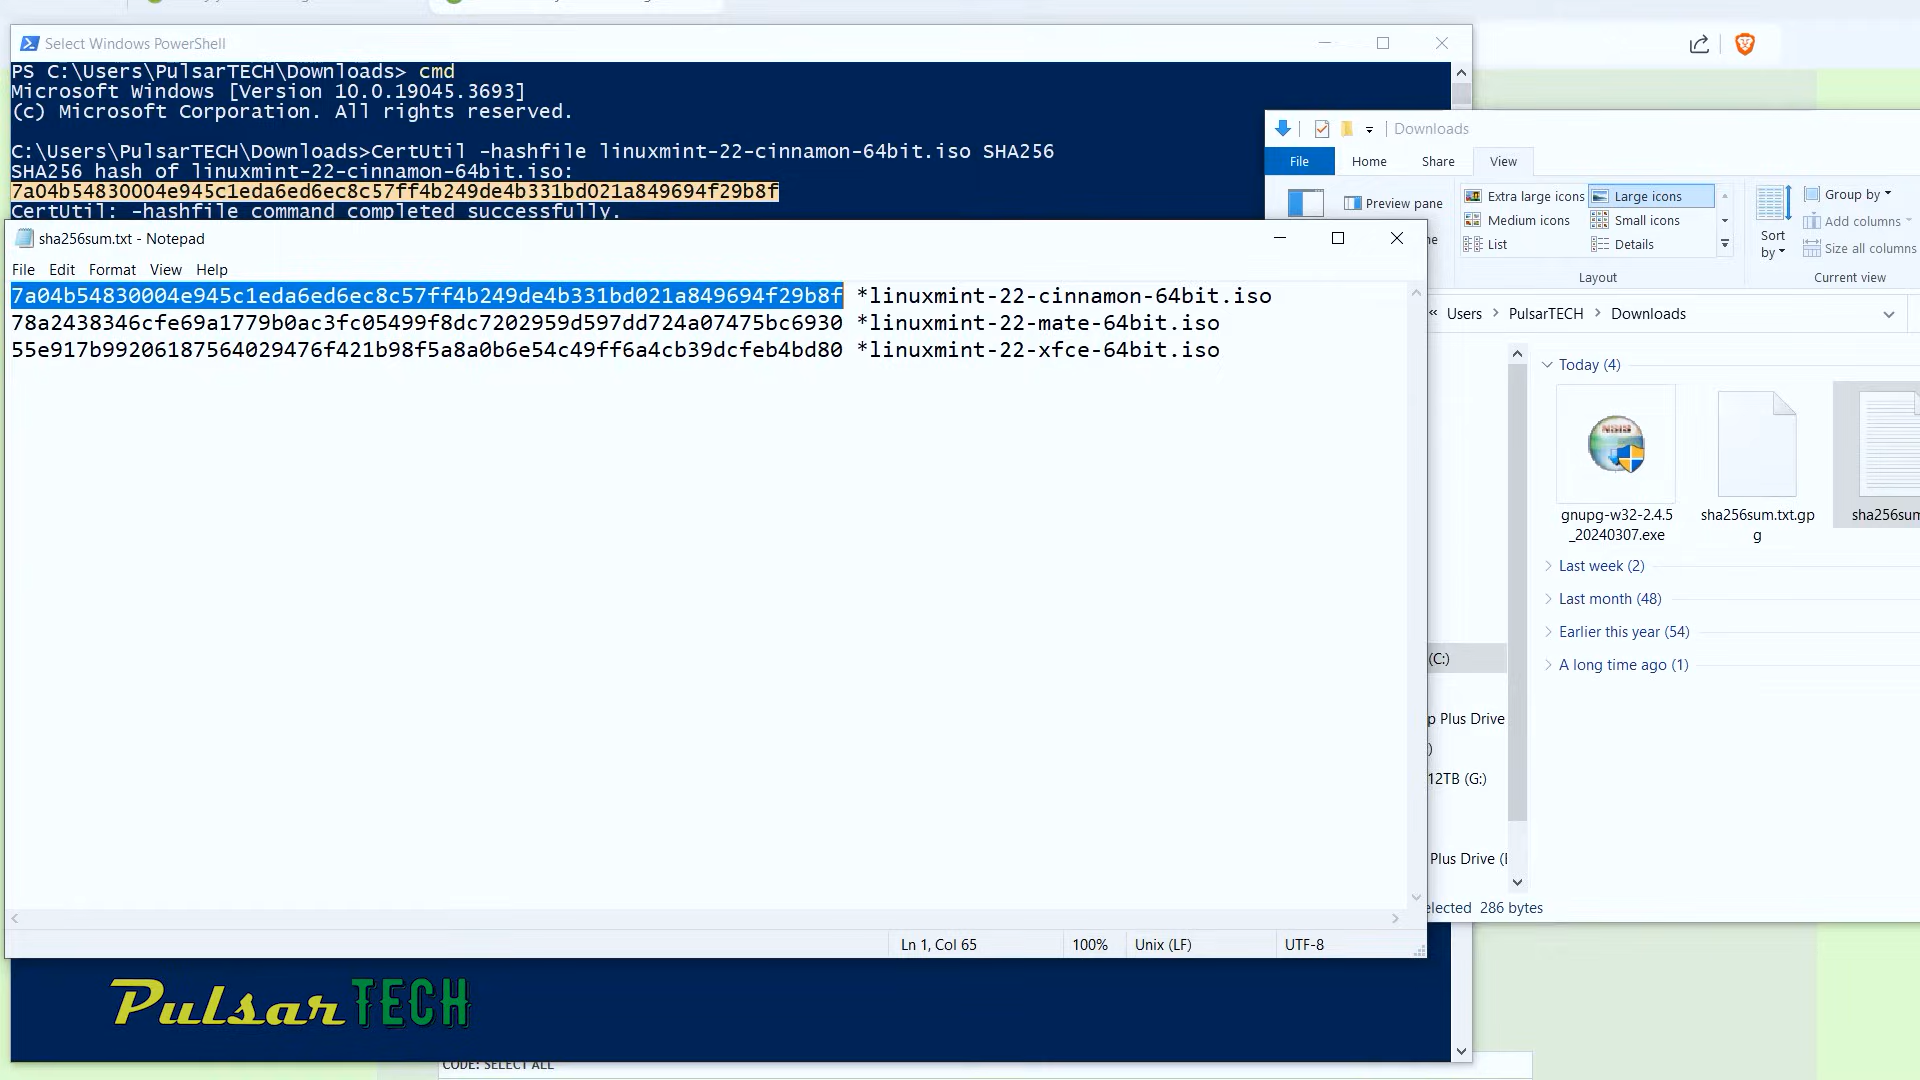 Select Windows PowerShell
PS C:\Users\PulsarTECH\Downloads> cmd
Microsoft Windows [Version 10.0.19045.3693]
(c) Microsoft Corporation. All rights reserved.
C:\Users\PulsarTECH\Downloads>CertUtil -hashfile linuxmint-22-cinnamon-64bit.iso SHA256
SHA256 hash of linuxmint-22-cinnamon-64bit.iso:
7a04b54830004e945c1eda6ed6ec8c57ff4b249de4b331bd021a849694f29b8f
CertUtil: -hashfile command completed successfully.
sha256sum.txt - Notepad
File Edit Format View Help
7a04b54830004e945c1eda6ed6ec8c57ff4b249de4b331bd021a849694f29b8f *linuxmint-22-cinnamon-64bit.iso
78a2438346cfe69a1779b0ac3fc05499f8dc7202959d597dd724a07475bc6930 *linuxmint-22-mate-64bit.iso
55e917b99206187564029476f421b98f5a8a0b6e54c49ff6a4cb39dcfeb4bd80 *linuxmint-22-xfce-64bit.iso
Ln 1, Col 65 100% Unix (LF) UTF-8
Downloads
File Home Share View
Preview pane
Extra large icons Large icons
Medium icons Small icons
List Details
Layout
Sort by
Group by
Add columns
Size all columns
Current view
« Users > PulsarTECH > Downloads
Today (4)
gnupg-w32-2.4.5
_20240307.exe
sha256sum.txt.gp
g
sha256sum
Last week (2)
Last month (48)
Earlier this year (54)
A long time ago (1)
(C:)
p Plus Drive
)
12TB (G:)
Plus Drive (
elected 286 bytes
PulsarTECH
CODE: SELECT ALL